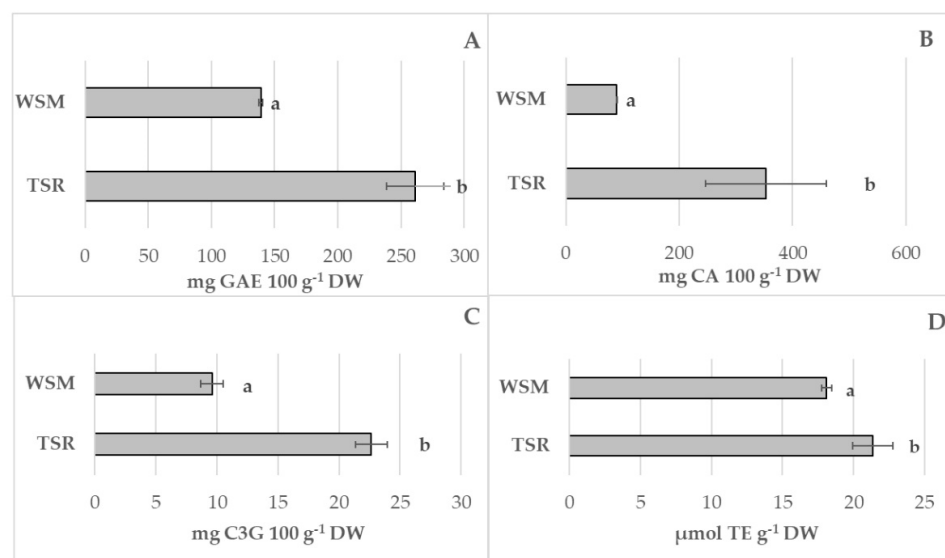 A
WSM
a
TSR
b
0 50 100 150 200 250 300
mg GAE 100 g⁻¹ DW
B
WSM
a
TSR
b
0 200 400 600
mg CA 100 g⁻¹ DW
C
WSM
a
TSR
b
0 5 10 15 20 25 30
mg C3G 100 g⁻¹ DW
D
WSM
a
TSR
b
0 5 10 15 20 25
μmol TE g⁻¹ DW